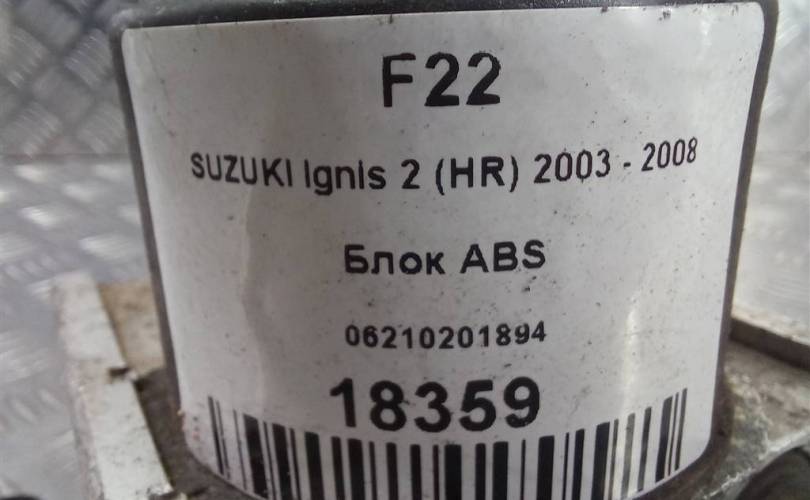 F22
SUZUKI Ignis 2 (HR) 2003 - 2008
Блок ABS
06210201894
18359